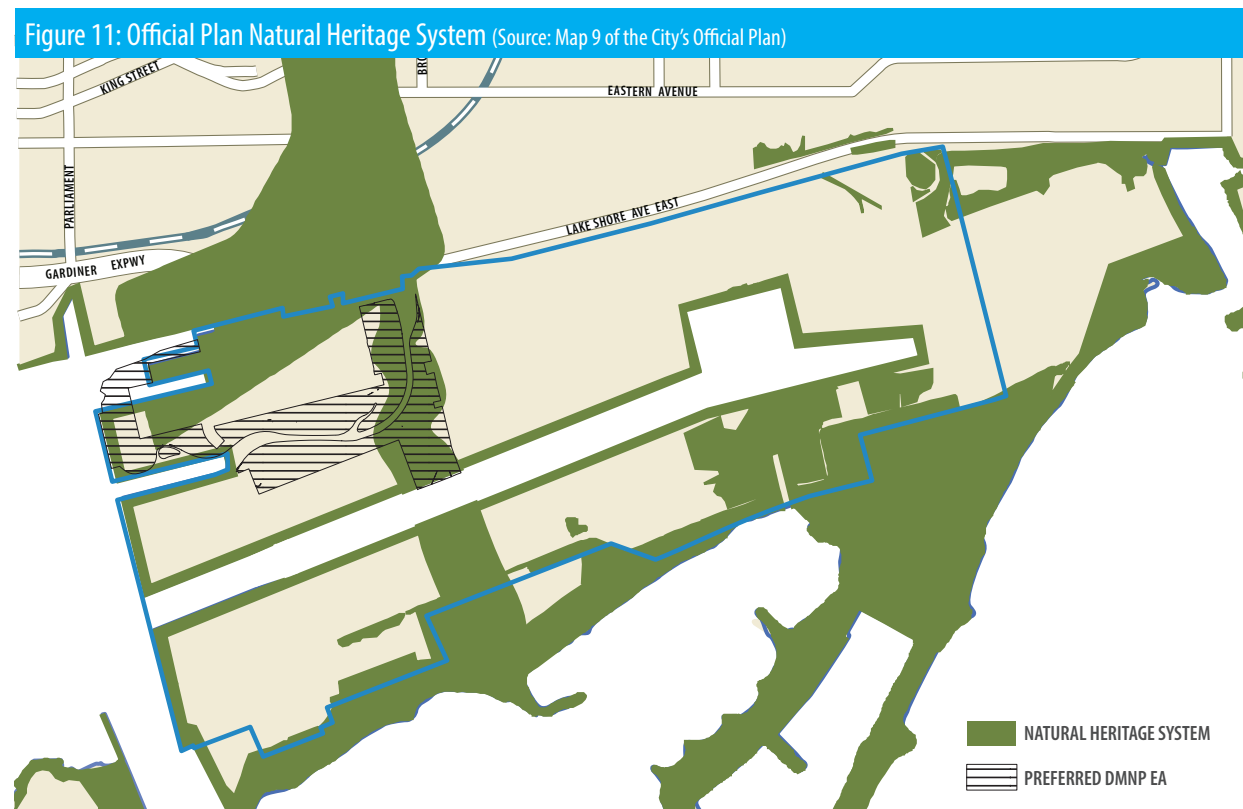 Figure 11: Official Plan Natural Heritage System (Source: Map 9 of the City's Official Plan)
KING STREET
BRO
EASTERN AVENUE
PARLIAMENT
LAKE SHORE AVE EAST
GARDINER EXPWY
NATURAL HERITAGE SYSTEM
PREFERRED DMNP EA